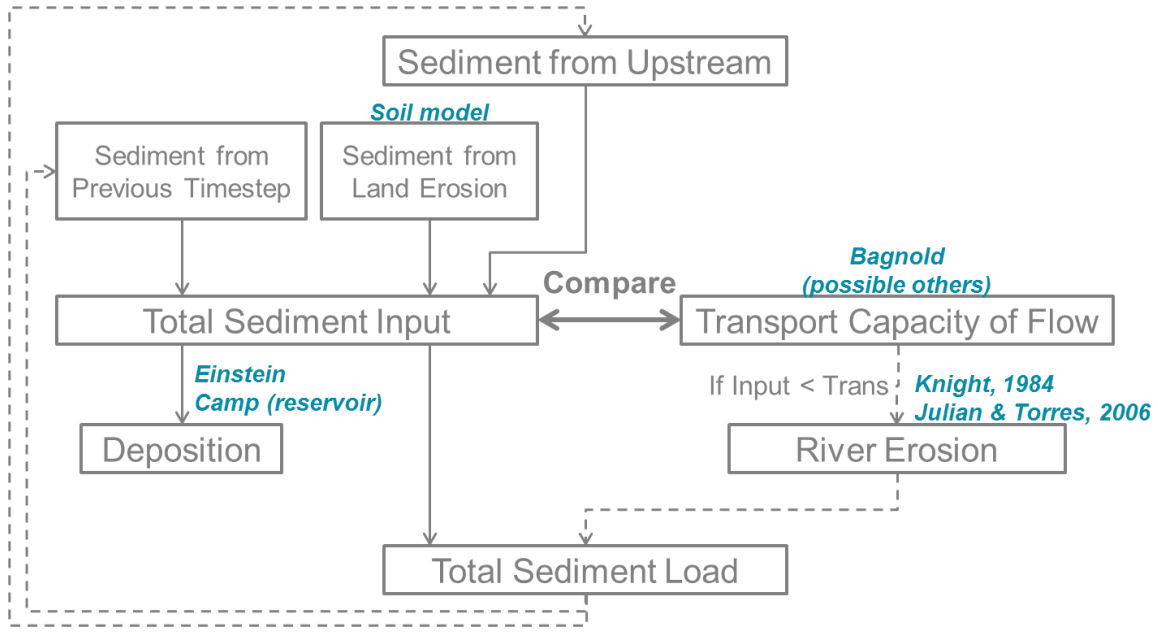 Sediment from Upstream
Soil model
Sediment from
Previous Timestep
Sediment from
Land Erosion
Compare
Bagnold
(possible others)
Total Sediment Input
Transport Capacity of Flow
Einstein
Camp (reservoir)
If Input < Trans
Knight, 1984
Julian & Torres, 2006
Deposition
River Erosion
Total Sediment Load